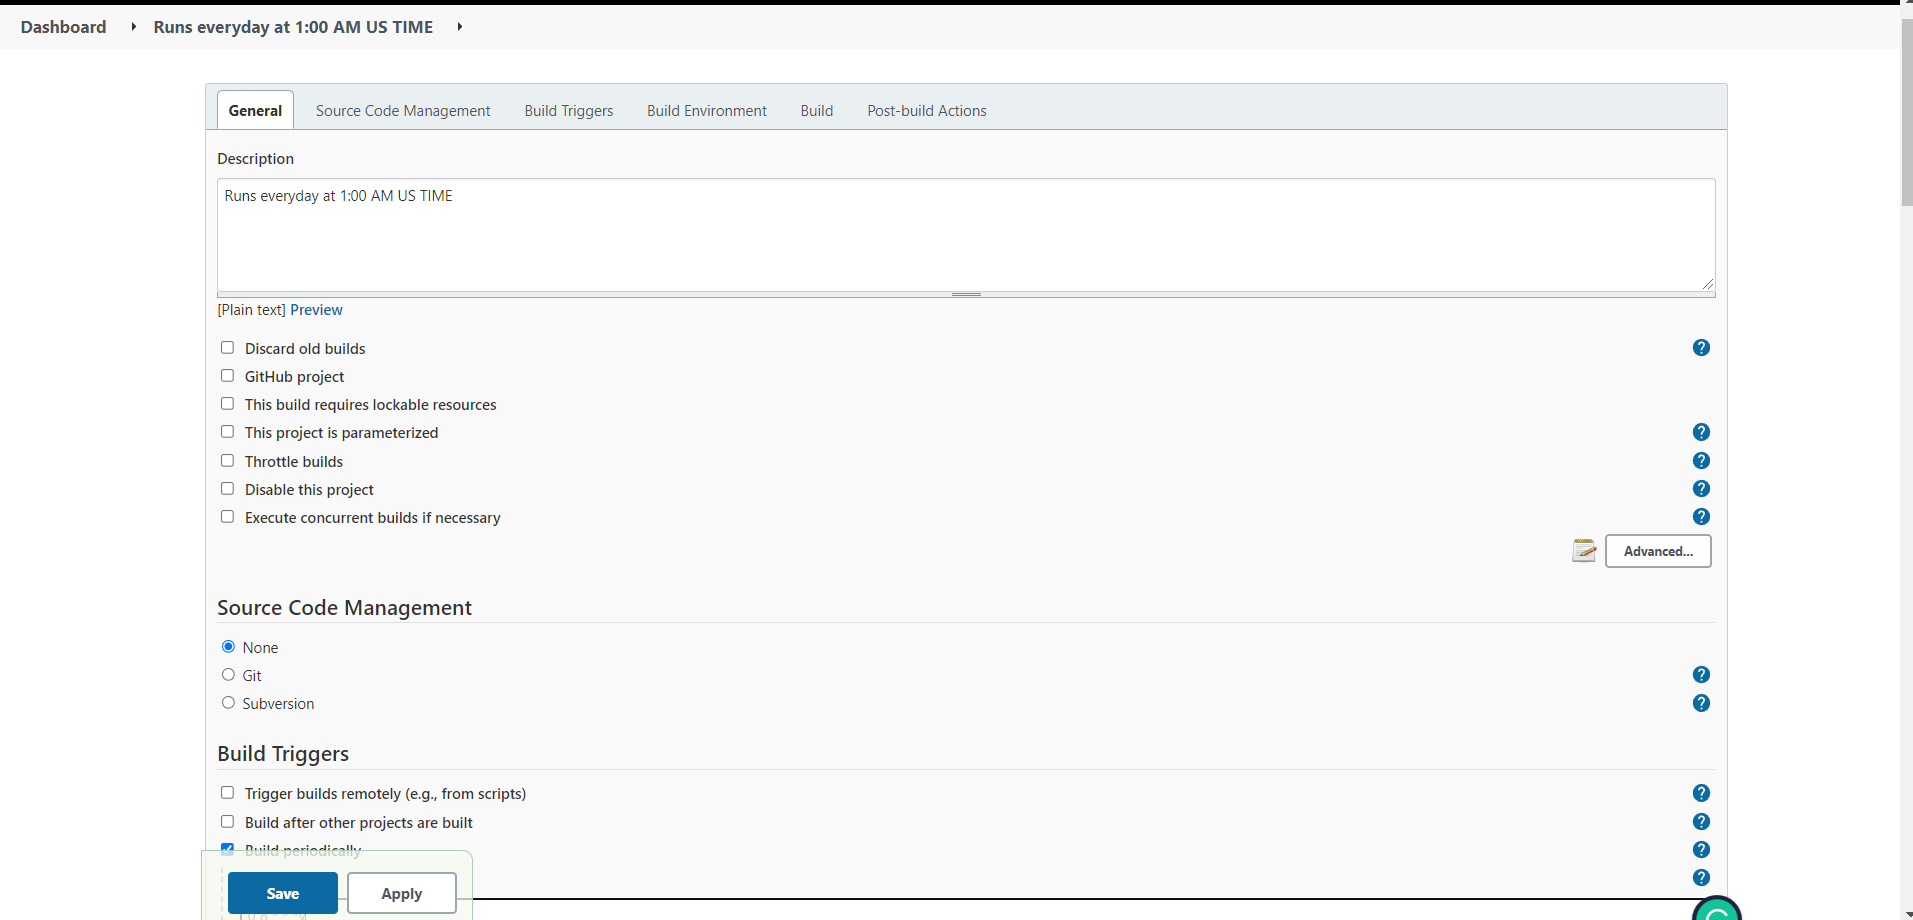 Dashboard Runs everyday at 1:00 AM US TIME
General Source Code Management Build Triggers Build Environment Build Post-build Actions
Description
Runs everyday at 1:00 AM US TIME
[Plain text] Preview
Discard old builds
GitHub project
This build requires lockable resources
This project is parameterized
Throttle builds
Disable this project
Execute concurrent builds if necessary
Advanced...
Source Code Management
None
Git
Subversion
Build Triggers
Trigger builds remotely (e.g., from scripts)
Build after other projects are built
Build periodically
Save Apply